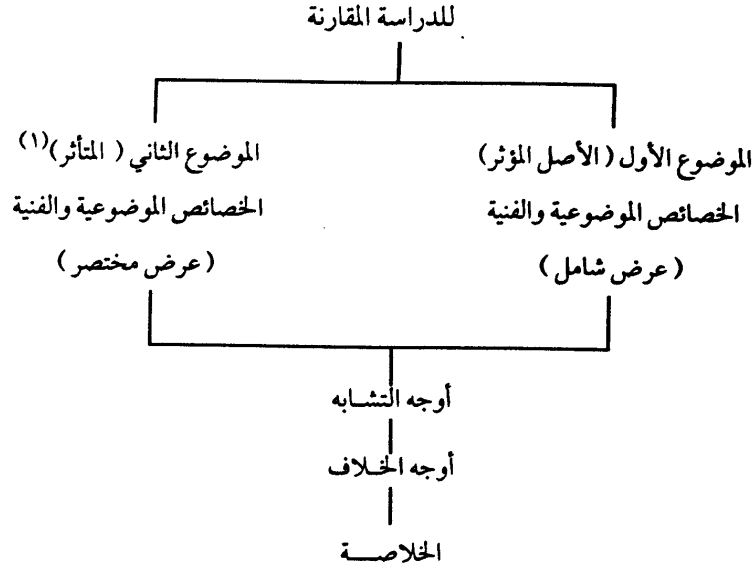 للدراسة المقارنة
الموضوع الأول (الأصل المؤثر)
الخصائص الموضوعية والفنية
(عرض شامل)
الموضوع الثاني (المتأثر)(١)
الخصائص الموضوعية والفنية
(عرض مختصر)
أوجه التشابه
أوجه الخلاف
الخلاصة